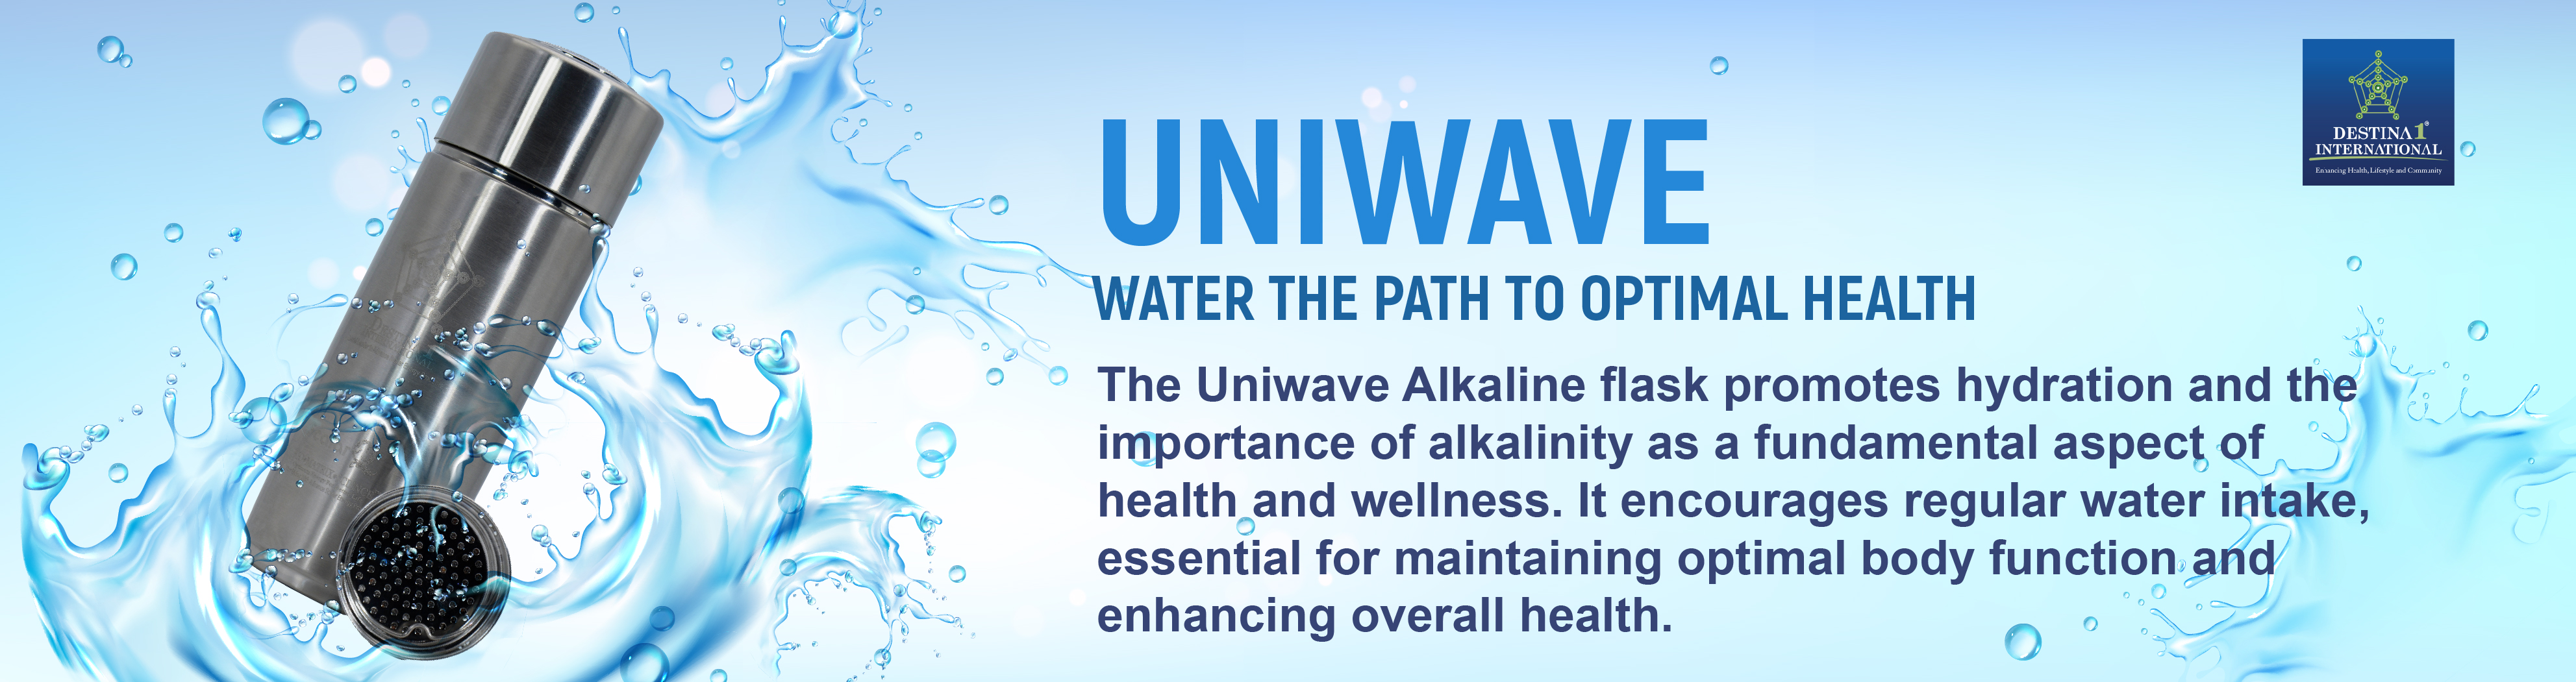 UNIWAVE
WATER THE PATH TO OPTIMAL HEALTH
The Uniwave Alkaline flask promotes hydration and the
importance of alkalinity as a fundamental aspect of
health and wellness. It encourages regular water intake,
essential for maintaining optimal body function and
enhancing overall health.
DESTINA1®
INTERNATIONAL
Enhancing Health, Lifestyle and Community